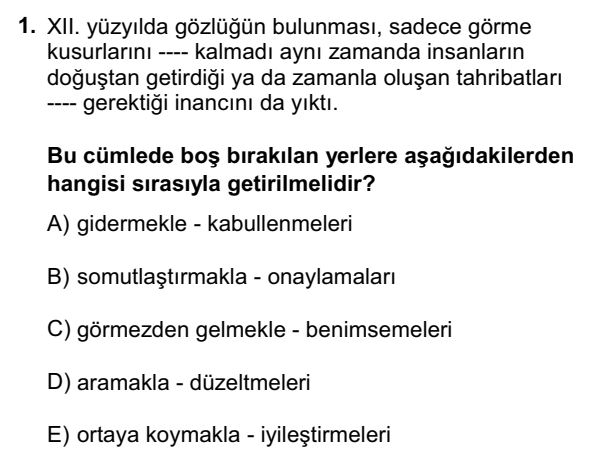 1. XII. yüzyılda gözlüğün bulunması, sadece görme
kusurlarını ---- kalmadı aynı zamanda insanların
doğuştan getirdiği ya da zamanla oluşan tahribatları
---- gerektiği inancını da yıktı.
Bu cümlede boş bırakılan yerlere aşağıdakilerden
hangisi sırasıyla getirilmelidir?
A) gidermekle - kabullenmeleri
B) somutlaştırmakla - onaylamaları
C) görmezden gelmekle - benimsemeleri
D) aramakla - düzeltmeleri
E) ortaya koymakla - iyileştirmeleri